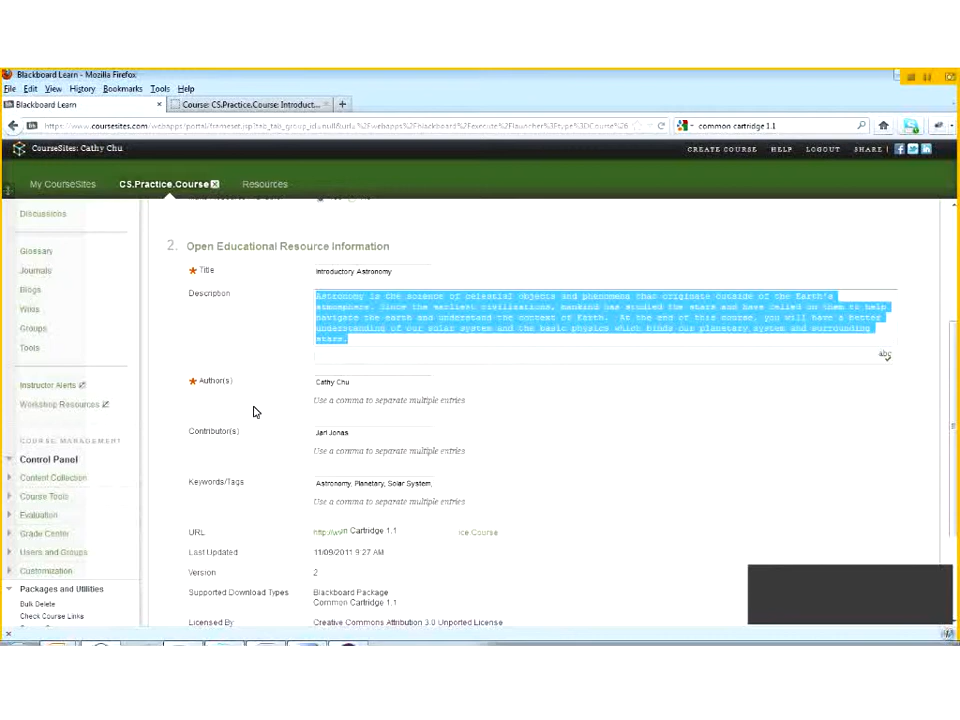 Blackboard Learn - Mozilla Firefox
File Edit View History Bookmarks Tools Help
Blackboard Learn Course: CS.Practice.Course: Introduct...
common cartridge 1.1
CourseSites: Cathy Chu CREATE COURSE HELP LOGOUT SHARE
My CourseSites CS.Practice.Course Resources
Discussions
Glossary
Journals
Blogs
Wikis
Groups
Tools
Instructor Alerts
Workshop Resources
COURSE MANAGEMENT
Control Panel
Content Collection
Course Tools
Evaluation
Grade Center
Users and Groups
Customization
Packages and Utilities
Bulk Delete
Check Course Links
2. Open Educational Resource Information
Title Introductory Astronomy
Description
Astronomy is the science of celestial objects and phenomena that originate outside of the Earth's
atmosphere. Since the earliest civilizations, mankind has studied the stars and have relied on them to help
navigate the earth and understand the context of Earth. At the end of this course, you will have a better
understanding of our solar system and the basic physics which binds our planetary system and surrounding
stars.
abc
Author(s) Cathy Chu
Use a comma to separate multiple entries
Contributor(s) Jarl Jonas
Use a comma to separate multiple entries
Keywords/Tags Astronomy, Planetary, Solar System,
Use a comma to separate multiple entries
URL Cartridge 1.1 ice Course
Last Updated 11/09/2011 9:27 AM
Version 2
Supported Download Types Blackboard Package
Common Cartridge 1.1
Licensed By Creative Commons Attribution 3.0 Unported License